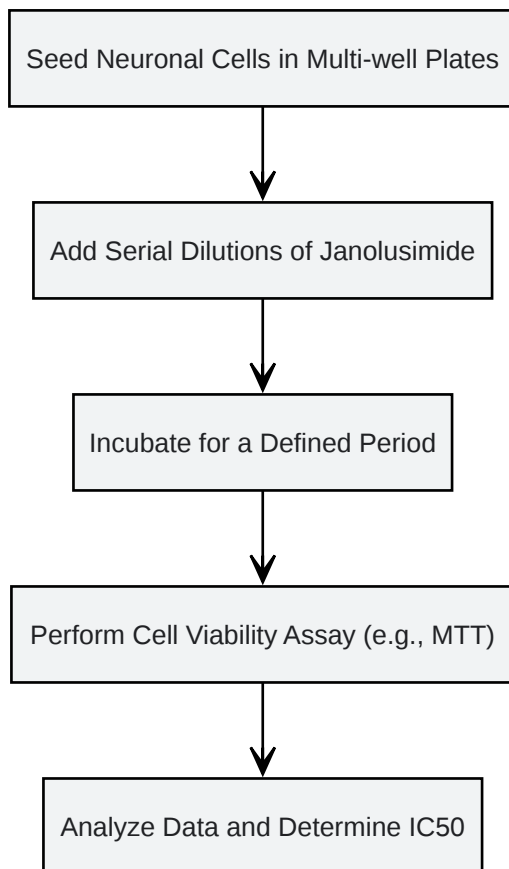 Seed Neuronal Cells in Multi-well Plates
Add Serial Dilutions of Janolusimide
Incubate for a Defined Period
Perform Cell Viability Assay (e.g., MTT)
Analyze Data and Determine IC50